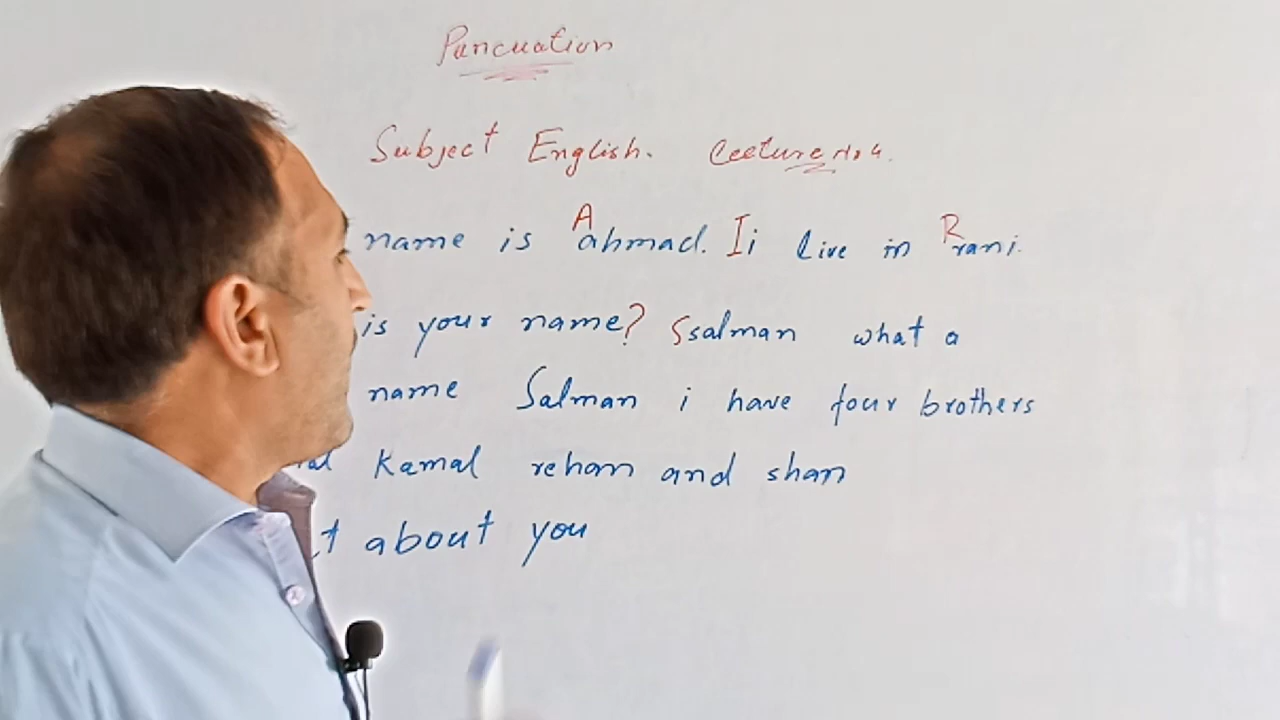 Pancuation
Subject English. Lecture No 4.
name is Aahmad. Ii live in Rrani.
is your name? Ssalman what a
name Salman i have four brothers
Kamal rehan and shan
t about you